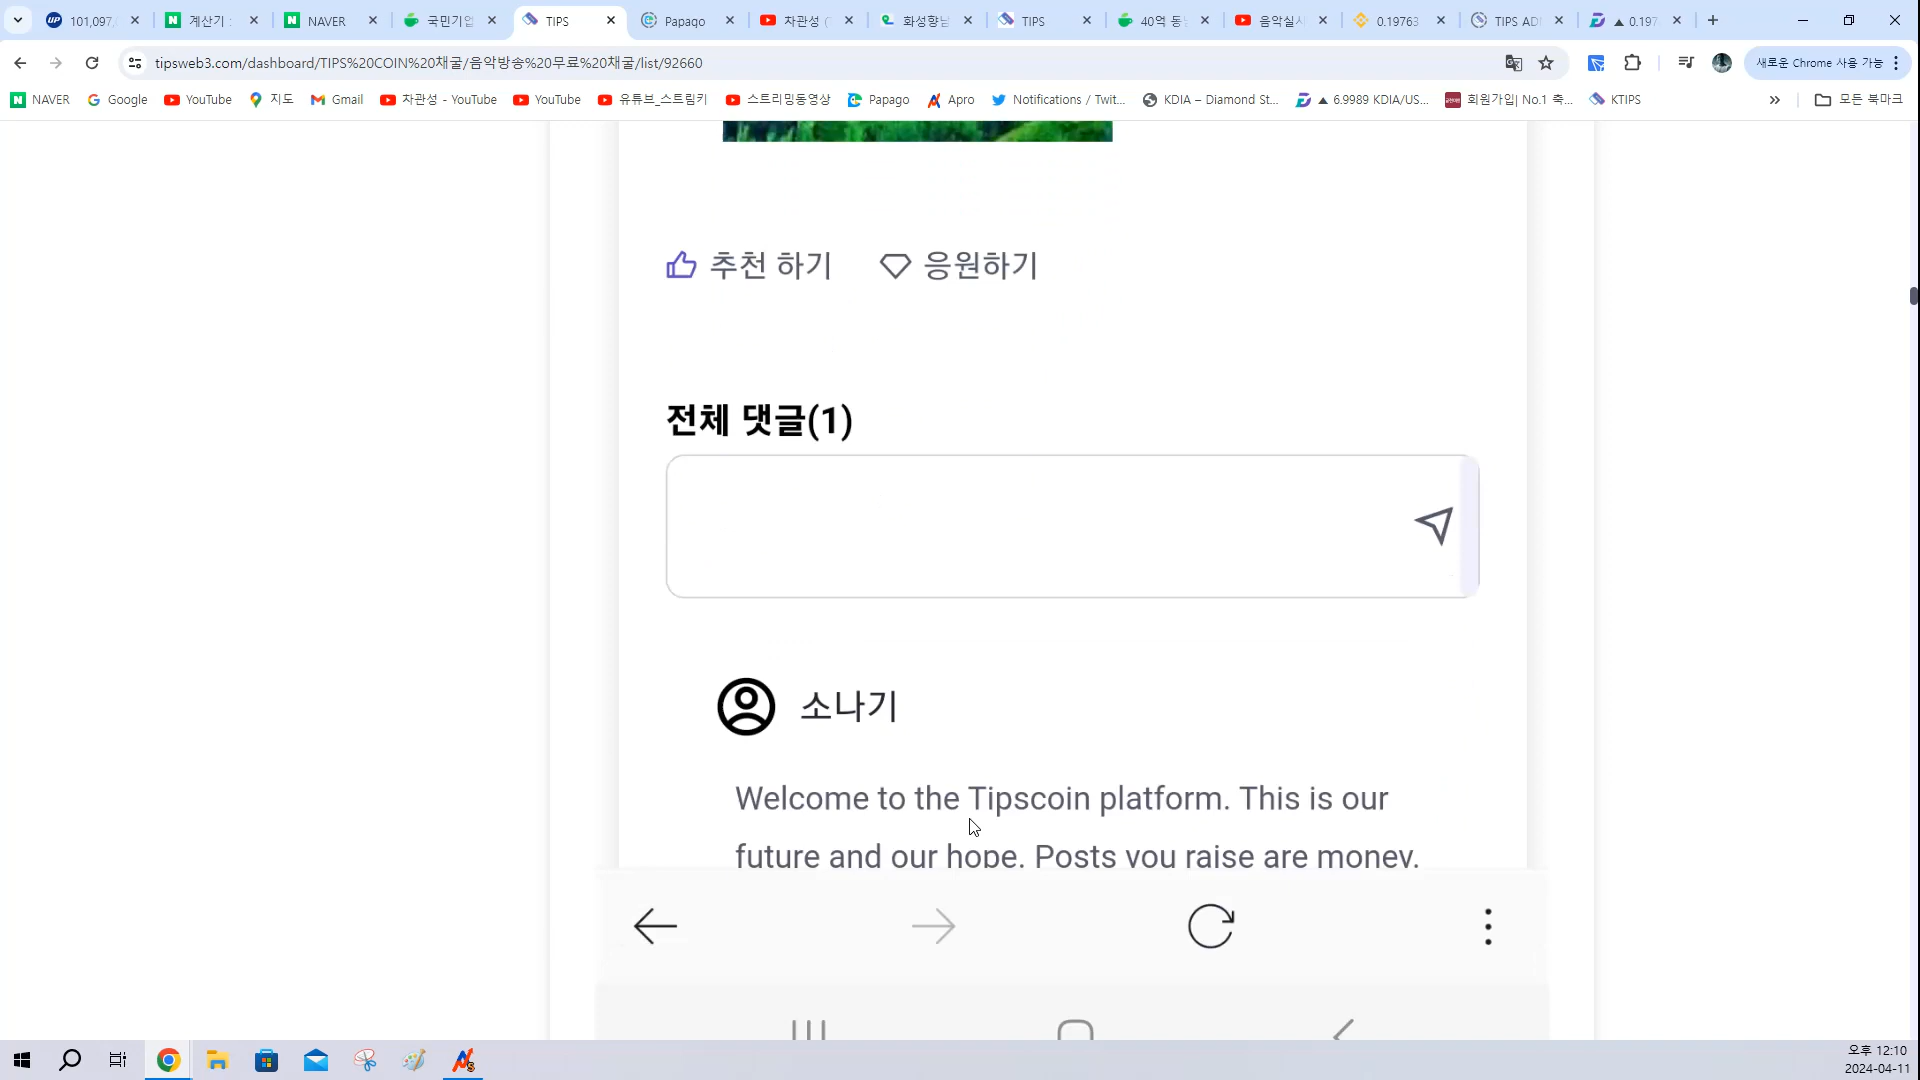 101,097
계산기 :
NAVER
국민기업
TIPS
Papago
차관성 (
화성향남
TIPS
40억 동
음악실시
0.19763
TIPS AD
▲ 0.197
tipsweb3.com/dashboard/TIPS%20COIN%20채굴/음악방송%20무료%20채굴/list/92660
새로운 Chrome 사용 가능
NAVER
Google
YouTube
지도
Gmail
차관성 - YouTube
YouTube
유튜브_스트림키
스트리밍동영상
Papago
Apro
Notifications / Twit...
KDIA – Diamond St...
▲ 6.9989 KDIA/US...
회원가입| No.1 축...
KTIPS
모든 북마크
추천 하기
응원하기
전체 댓글(1)
소나기
Welcome to the Tipscoin platform. This is our
future and our hope. Posts you raise are money.
오후 12:10
2024-04-11